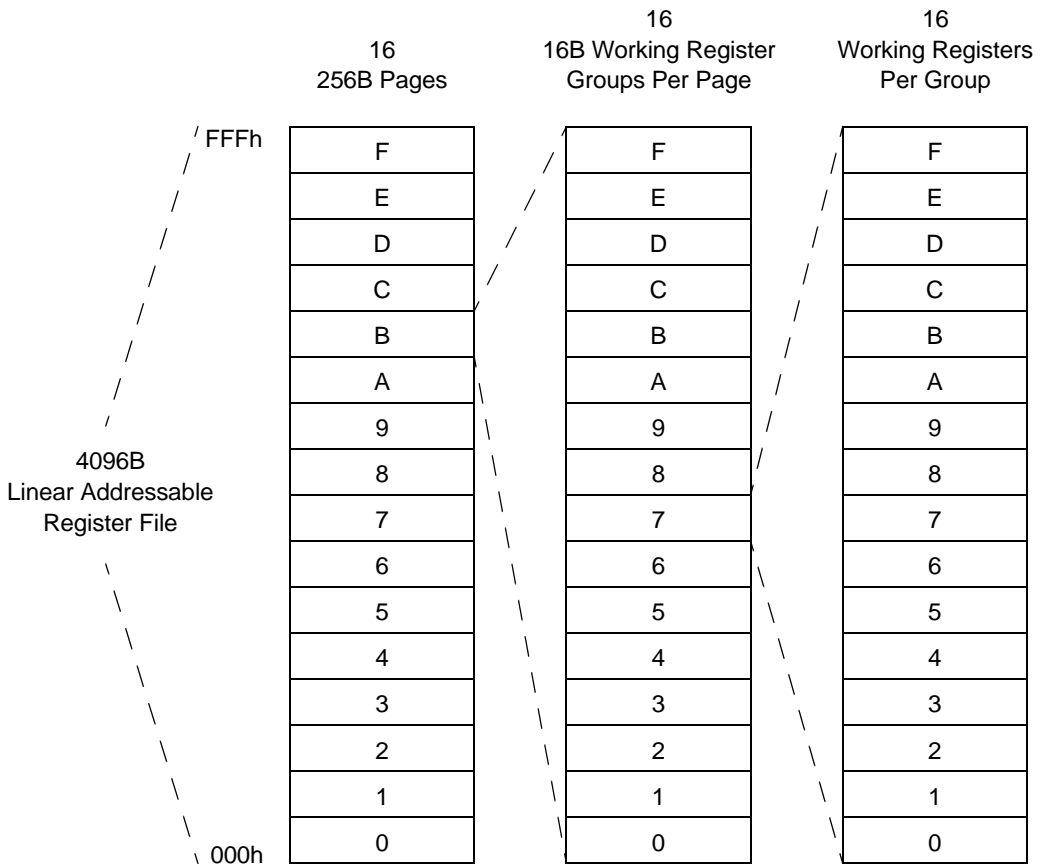 16
256B Pages
16
16B Working Register
Groups Per Page
16
Working Registers
Per Group
FFFh
4096B
Linear Addressable
Register File
000h
F
E
D
C
B
A
9
8
7
6
5
4
3
2
1
0
F
E
D
C
B
A
9
8
7
6
5
4
3
2
1
0
F
E
D
C
B
A
9
8
7
6
5
4
3
2
1
0